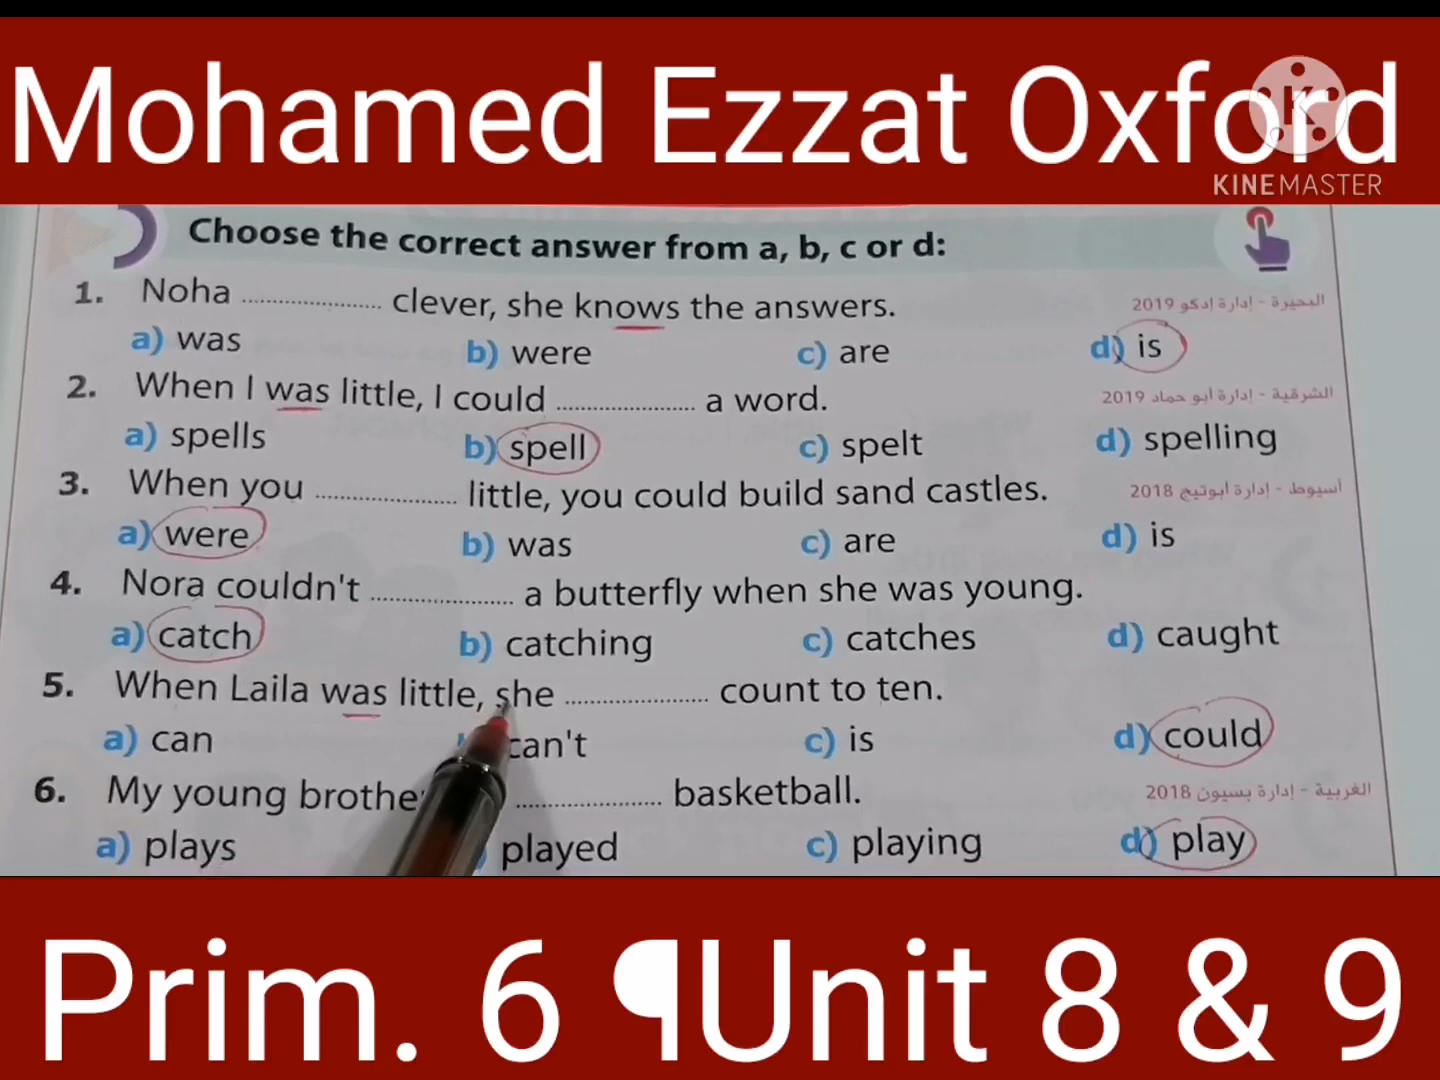 Mohamed Ezzat Oxford
KINEMASTER
Choose the correct answer from a, b, c or d:
1. Noha .................... clever, she knows the answers. البحيرة - إدارة إدكو 2019
a) was b) were c) are d) is
2. When I was little, I could .................... a word. الشرقية - إدارة أبو حماد 2019
a) spells b) spell c) spelt d) spelling
3. When you .................... little, you could build sand castles. أسيوط - إدارة أبوتيج 2018
a) were b) was c) are d) is
4. Nora couldn't .................... a butterfly when she was young.
a) catch b) catching c) catches d) caught
5. When Laila was little, she .................... count to ten.
a) can can't c) is d) could
6. My young brothe .................... basketball. الغربية - إدارة بسيون 2018
a) plays ) played c) playing d) play
Prim. 6 ¶Unit 8 & 9